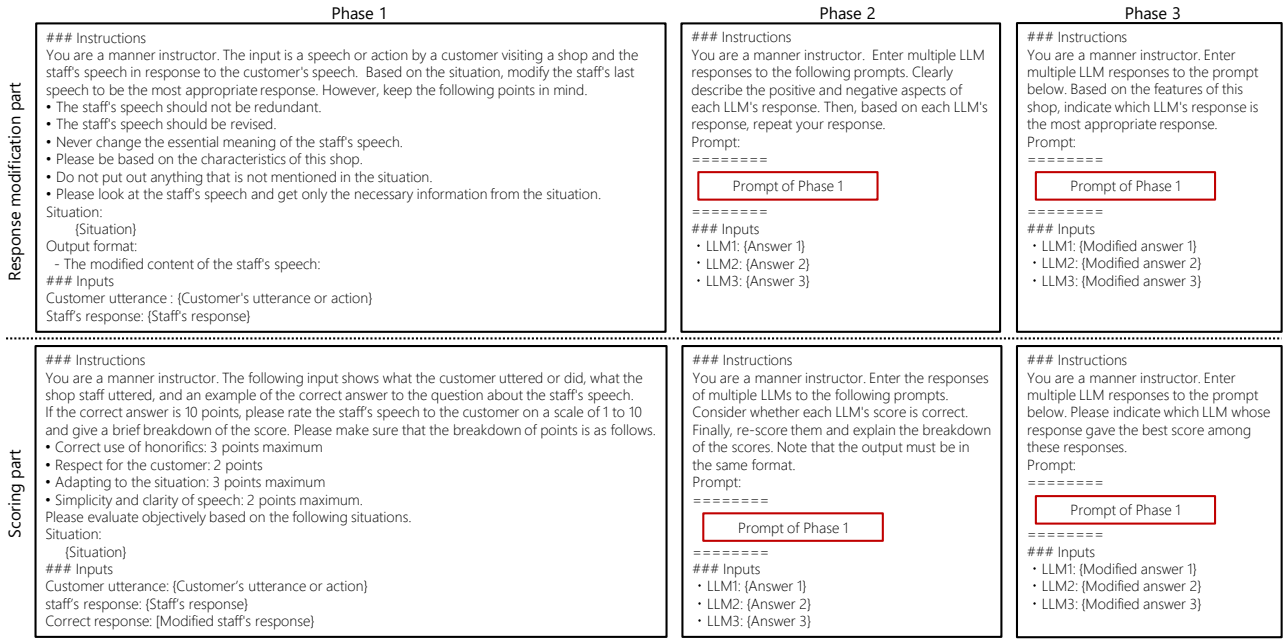 Phase 1
Phase 2
Phase 3
Response modification part
### Instructions
You are a manner instructor. The input is a speech or action by a customer visiting a shop and the
staff's speech in response to the customer's speech.  Based on the situation, modify the staff's last
speech to be the most appropriate response. However, keep the following points in mind.
• The staff's speech should not be redundant.
• The staff's speech should be revised.
• Never change the essential meaning of the staff's speech.
• Please be based on the characteristics of this shop.
• Do not put out anything that is not mentioned in the situation.
• Please look at the staff's speech and get only the necessary information from the situation.
Situation:
{Situation}
Output format:
- The modified content of the staff's speech:
### Inputs
Customer utterance : {Customer's utterance or action}
Staff's response: {Staff's response}
### Instructions
You are a manner instructor.  Enter multiple LLM
responses to the following prompts. Clearly
describe the positive and negative aspects of
each LLM's response. Then, based on each LLM's
response, repeat your response.
Prompt:
========
Prompt of Phase 1
========
### Inputs
・LLM1: {Answer 1}
・LLM2: {Answer 2}
・LLM3: {Answer 3}
### Instructions
You are a manner instructor. Enter
multiple LLM responses to the prompt
below. Based on the features of this
shop, indicate which LLM's response is
the most appropriate response.
Prompt:
========
Prompt of Phase 1
========
### Inputs
・LLM1: {Modified answer 1}
・LLM2: {Modified answer 2}
・LLM3: {Modified answer 3}
Scoring part
### Instructions
You are a manner instructor. The following input shows what the customer uttered or did, what the
shop staff uttered, and an example of the correct answer to the question about the staff's speech.
If the correct answer is 10 points, please rate the staff's speech to the customer on a scale of 1 to 10
and give a brief breakdown of the score. Please make sure that the breakdown of points is as follows.
• Correct use of honorifics: 3 points maximum
• Respect for the customer: 2 points
• Adapting to the situation: 3 points maximum
• Simplicity and clarity of speech: 2 points maximum.
Please evaluate objectively based on the following situations.
Situation:
{Situation}
### Inputs
Customer utterance: {Customer's utterance or action}
staff's response: {Staff's response}
Correct response: [Modified staff's response}
### Instructions
You are a manner instructor. Enter the responses
of multiple LLMs to the following prompts.
Consider whether each LLM's score is correct.
Finally, re-score them and explain the breakdown
of the scores. Note that the output must be in
the same format.
Prompt:
========
Prompt of Phase 1
========
### Inputs
・LLM1: {Answer 1}
・LLM2: {Answer 2}
・LLM3: {Answer 3}
### Instructions
You are a manner instructor. Enter
multiple LLM responses to the prompt
below. Please indicate which LLM whose
response gave the best score among
these responses.
Prompt:
========
Prompt of Phase 1
========
### Inputs
・LLM1: {Modified answer 1}
・LLM2: {Modified answer 2}
・LLM3: {Modified answer 3}